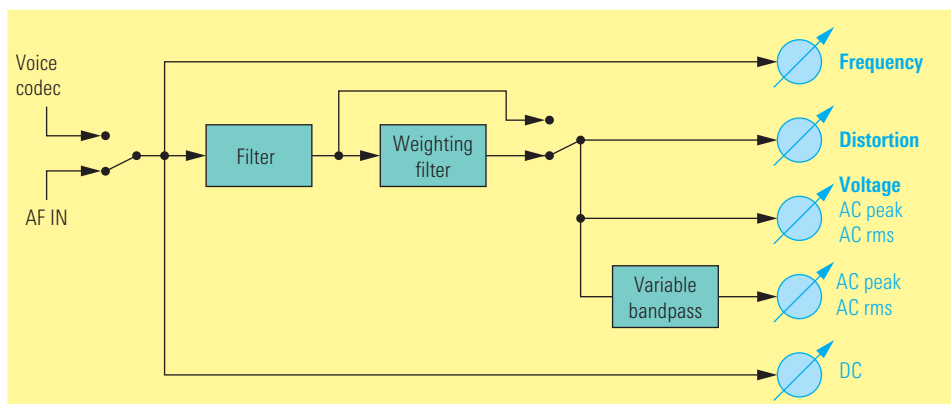 Voice
codec
AF IN
Filter
Weighting
filter
Variable
bandpass
Frequency
Distortion
Voltage
AC peak
AC rms
AC peak
AC rms
DC